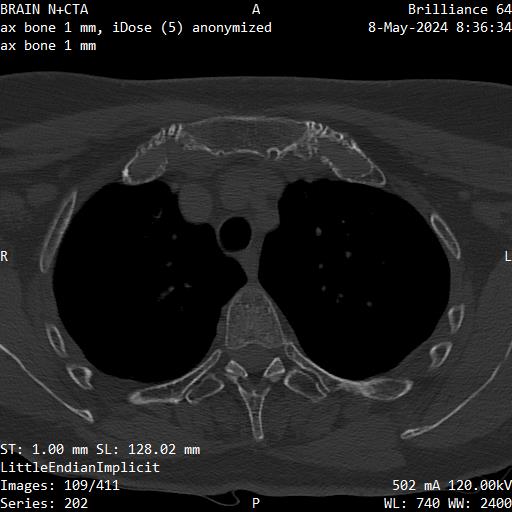 BRAIN N+CTA A Brilliance 64
ax bone 1 mm, iDose (5) anonymized 8-May-2024 8:36:34
ax bone 1 mm
R L
ST: 1.00 mm SL: 128.02 mm
LittleEndianImplicit
Images: 109/411 502 mA 120.00kV
Series: 202 P WL: 740 WW: 2400